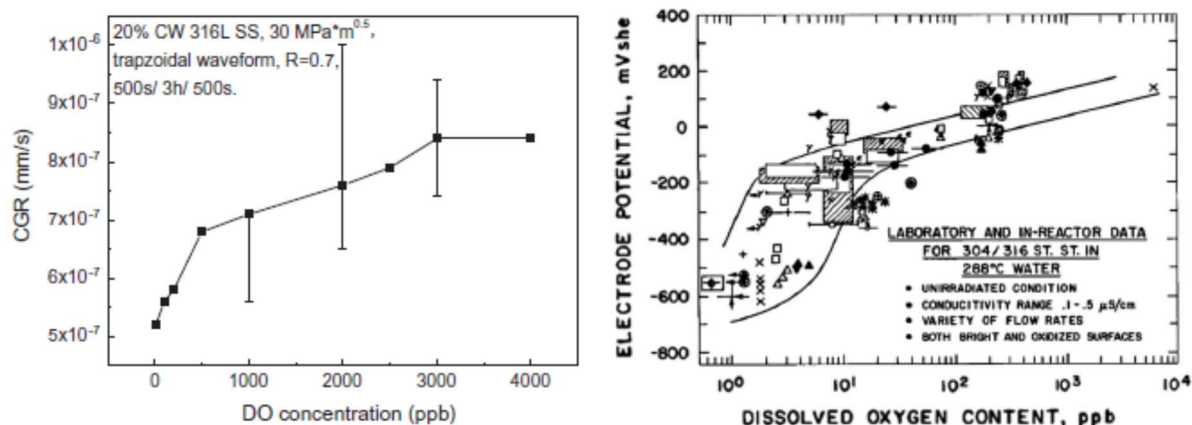 20% CW 316L SS, 30 MPa*m^0.5,
trapzoidal waveform, R=0.7,
500s/ 3h/ 500s.
CGR (mm/s)
1x10^-6
9x10^-7
8x10^-7
7x10^-7
6x10^-7
5x10^-7
0 1000 2000 3000 4000
DO concentration (ppb)
ELECTRODE POTENTIAL, mVshe
400
200
0
-200
-400
-600
-800
LABORATORY AND IN-REACTOR DATA
FOR 304/316 ST. ST. IN
288°C WATER
• UNIRRADIATED CONDITION
• CONDUCTIVITY RANGE .1-.5 μS/cm
• VARIETY OF FLOW RATES
• BOTH BRIGHT AND OXIDIZED SURFACES
10^0 10^1 10^2 10^3 10^4
DISSOLVED OXYGEN CONTENT, ppb